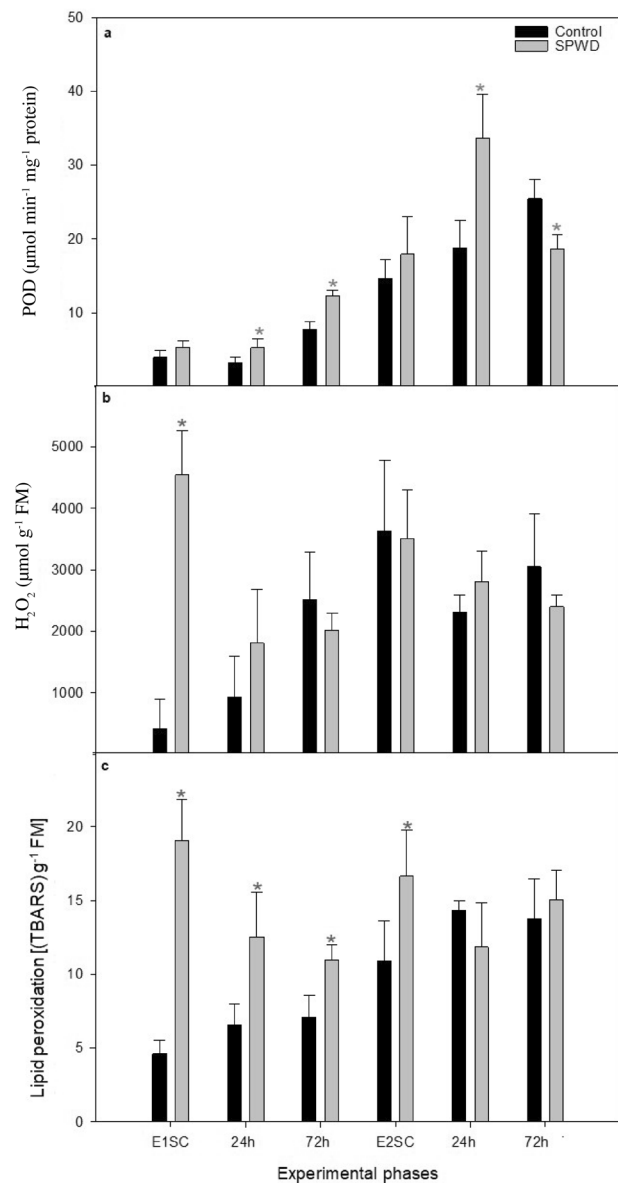 a
Control
SPWD
50
40
30
20
10
*
*
*
*
POD (µmol min⁻¹ mg⁻¹ protein)
b
5000
4000
3000
2000
1000
*
H₂O₂ (µmol g⁻¹ FM)
c
20
15
10
5
0
*
*
*
*
Lipid peroxidation [(TBARS) g⁻¹ FM]
E1SC 24h 72h E2SC 24h 72h
Experimental phases